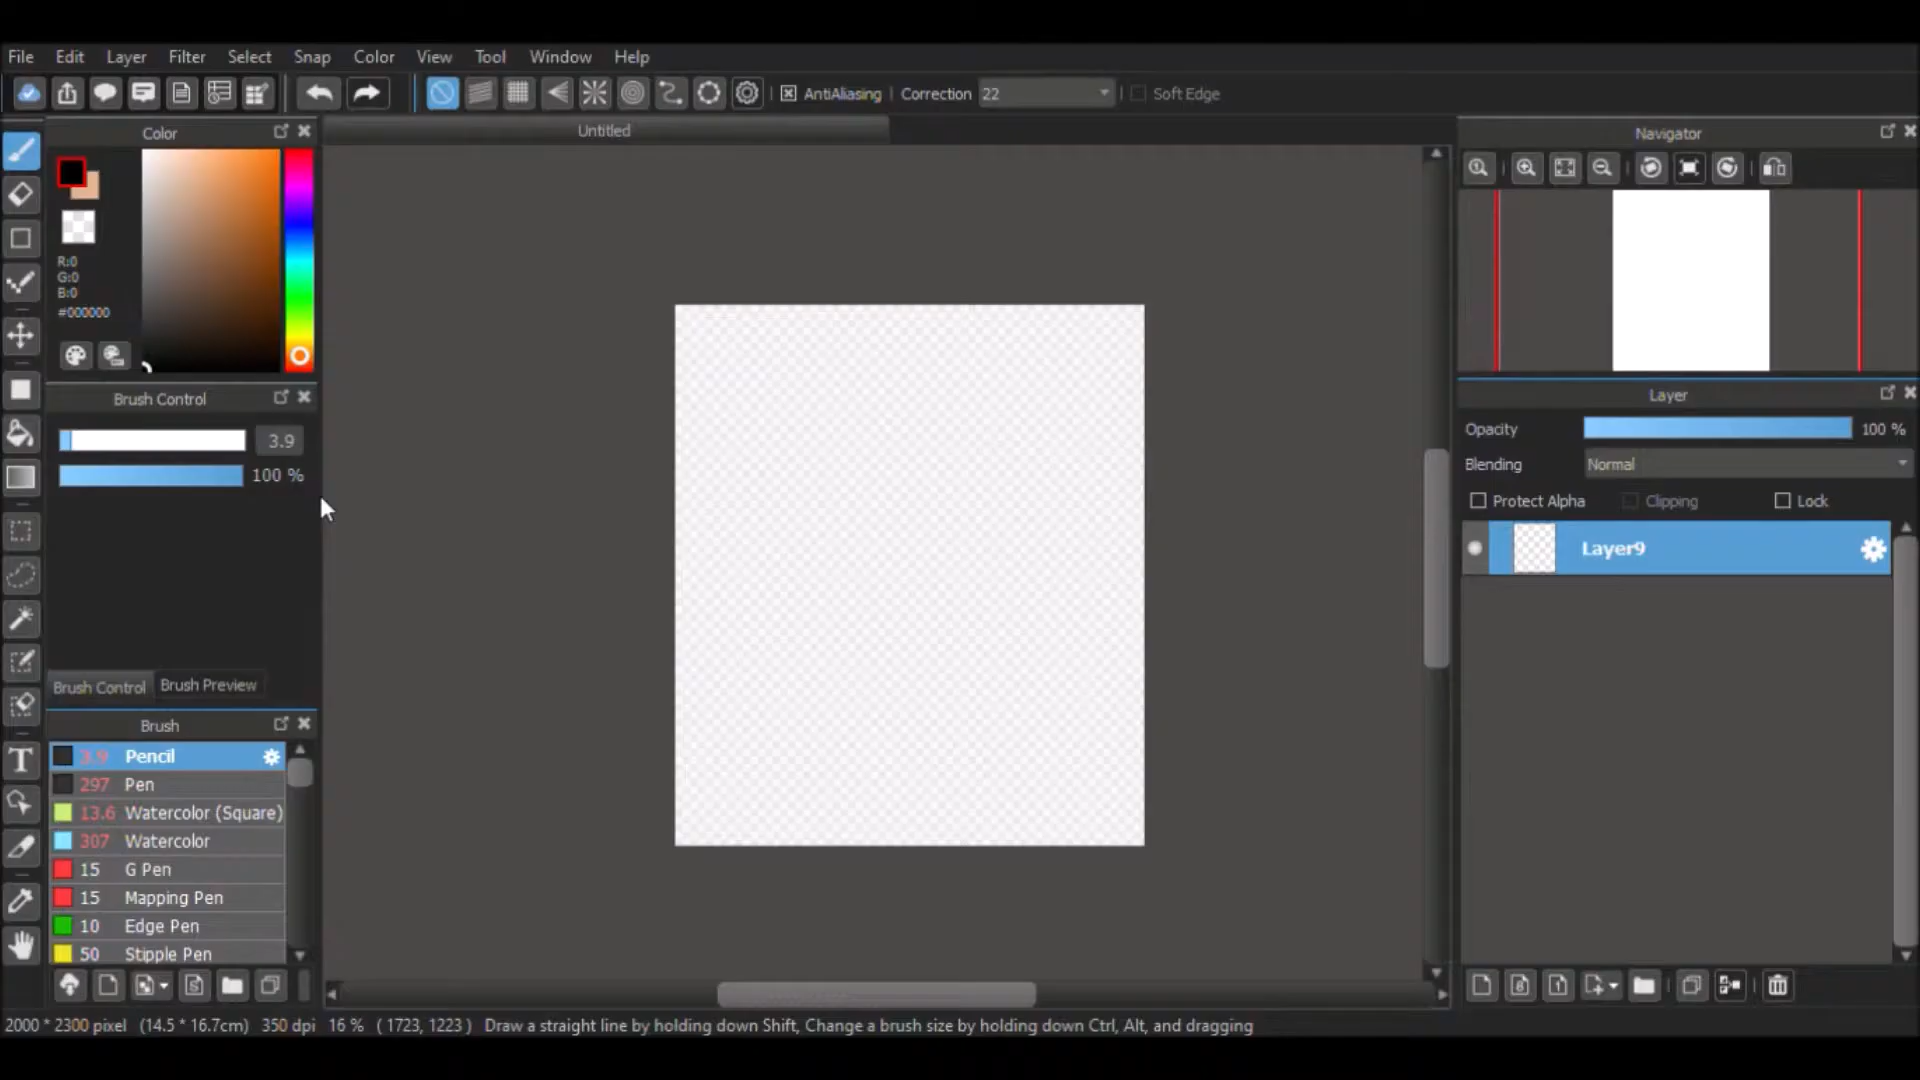 File Edit Layer Filter Select Snap Color View Tool Window Help
AntiAliasing Correction 22 Soft Edge
Color
Untitled
Navigator
R:0
G:0
B:0
#000000
Brush Control
3.9
100 %
Brush Control Brush Preview
Brush
3.9 Pencil
297 Pen
13.6 Watercolor (Square)
307 Watercolor
15 G Pen
15 Mapping Pen
10 Edge Pen
50 Stipple Pen
Layer
Opacity 100 %
Blending Normal
Protect Alpha Clipping Lock
Layer9
2000 * 2300 pixel (14.5 * 16.7cm) 350 dpi 16 % ( 1723, 1223 ) Draw a straight line by holding down Shift, Change a brush size by holding down Ctrl, Alt, and dragging